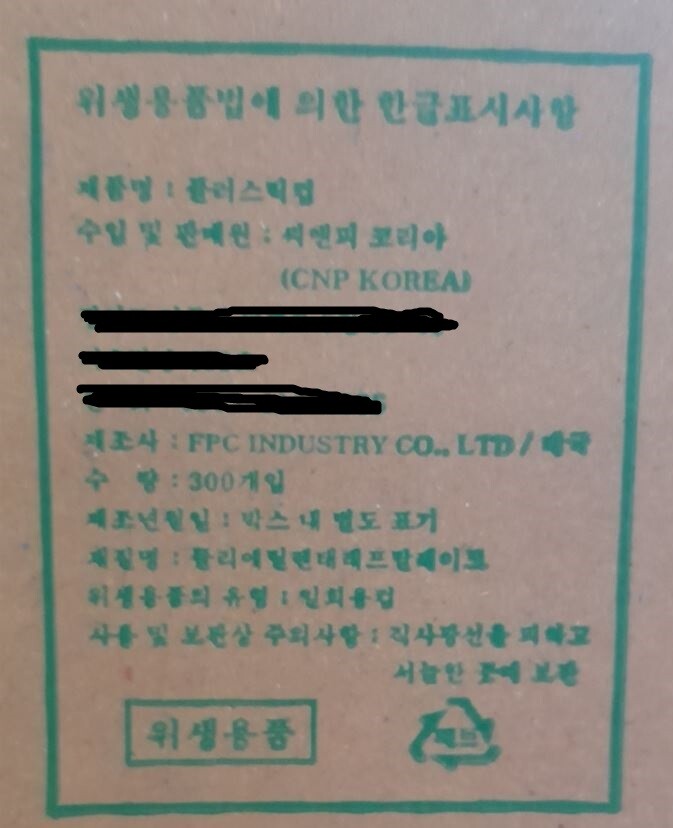 위생용품법에 의한 한글표시사항
제품명 : 플라스틱컵
수입 및 판매원 : 씨앤피 코리아
(CNP KOREA)
제조사 : FPC INDUSTRY CO., LTD / 태국
수 량 : 300개입
제조년월일 : 박스 내 별도 표기
재질명 : 폴리에틸렌테레프탈레이트
위생용품의 유형 : 일회용컵
사용 및 보관상 주의사항 : 직사광선을 피하고
서늘한 곳에 보관
위생용품
페트